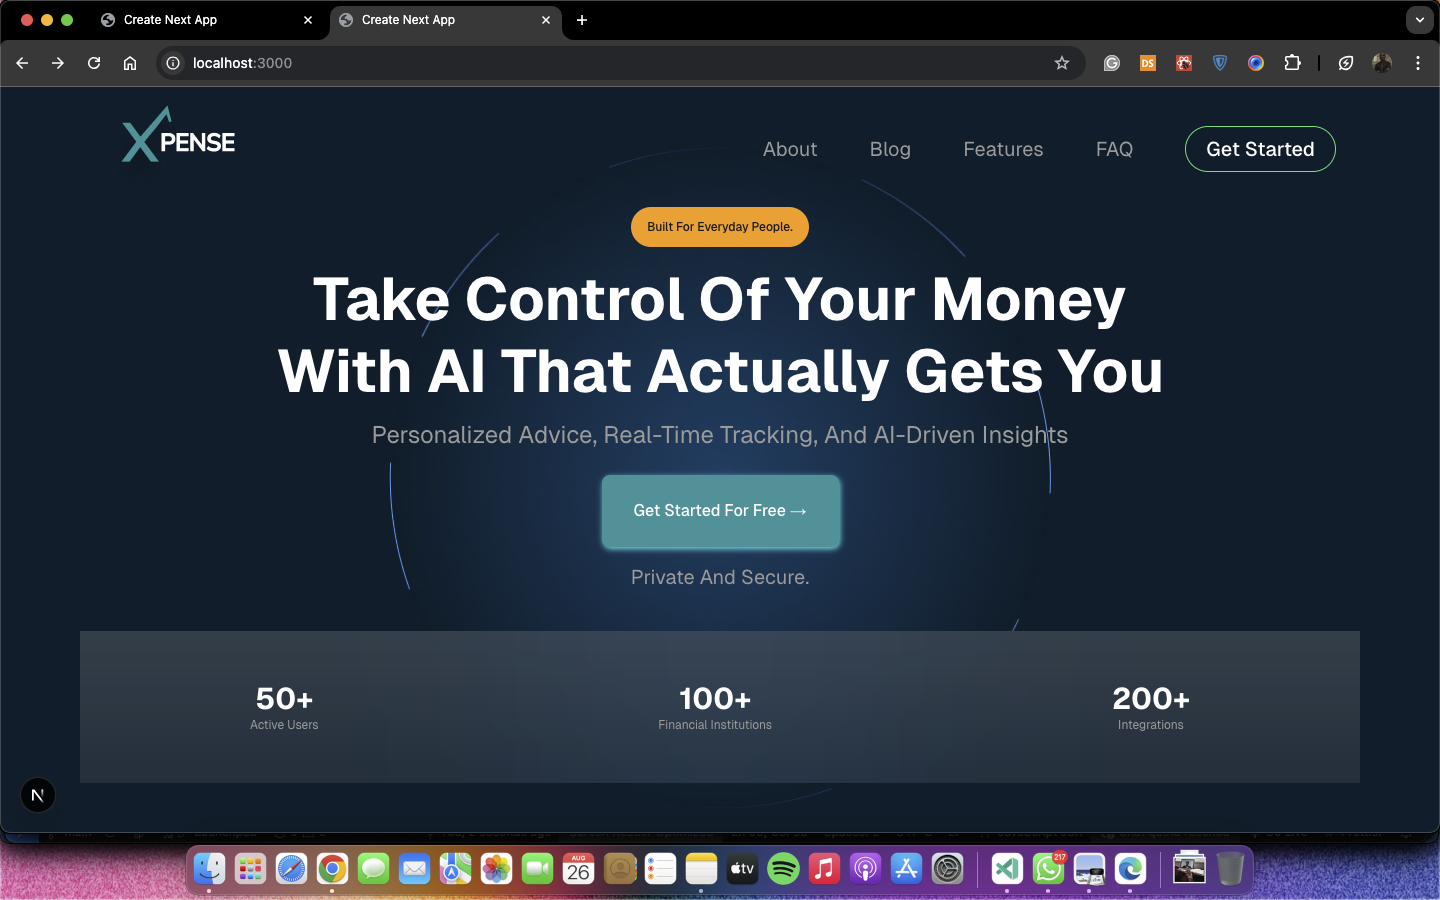 Create Next App
Create Next App
localhost:3000
DS
XPENSE
About
Blog
Features
FAQ
Get Started
Built For Everyday People.
Take Control Of Your Money
With AI That Actually Gets You
Personalized Advice, Real-Time Tracking, And AI-Driven Insights
Get Started For Free →
Private And Secure.
50+
Active Users
100+
Financial Institutions
200+
Integrations
N
AUG
26
tv
217